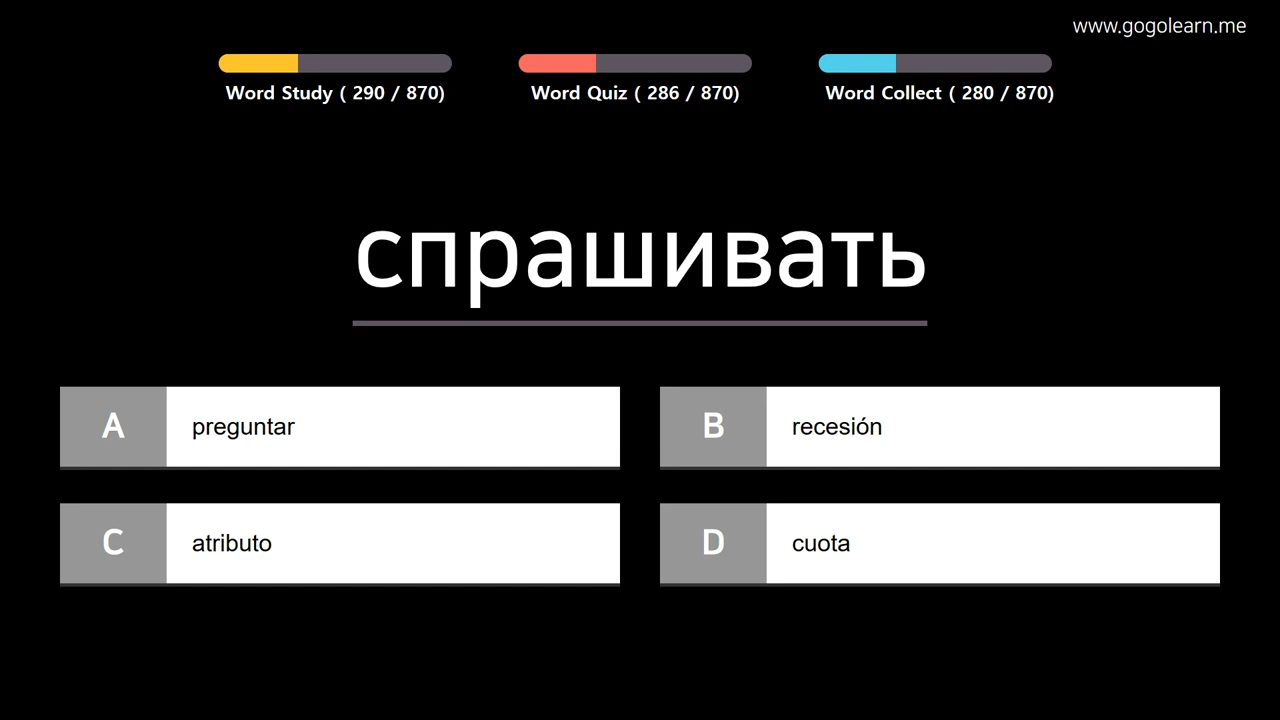 www.gogolearn.me
Word Study ( 290 / 870)
Word Quiz ( 286 / 870)
Word Collect ( 280 / 870)
спрашивать
A preguntar
B recesión
C atributo
D cuota